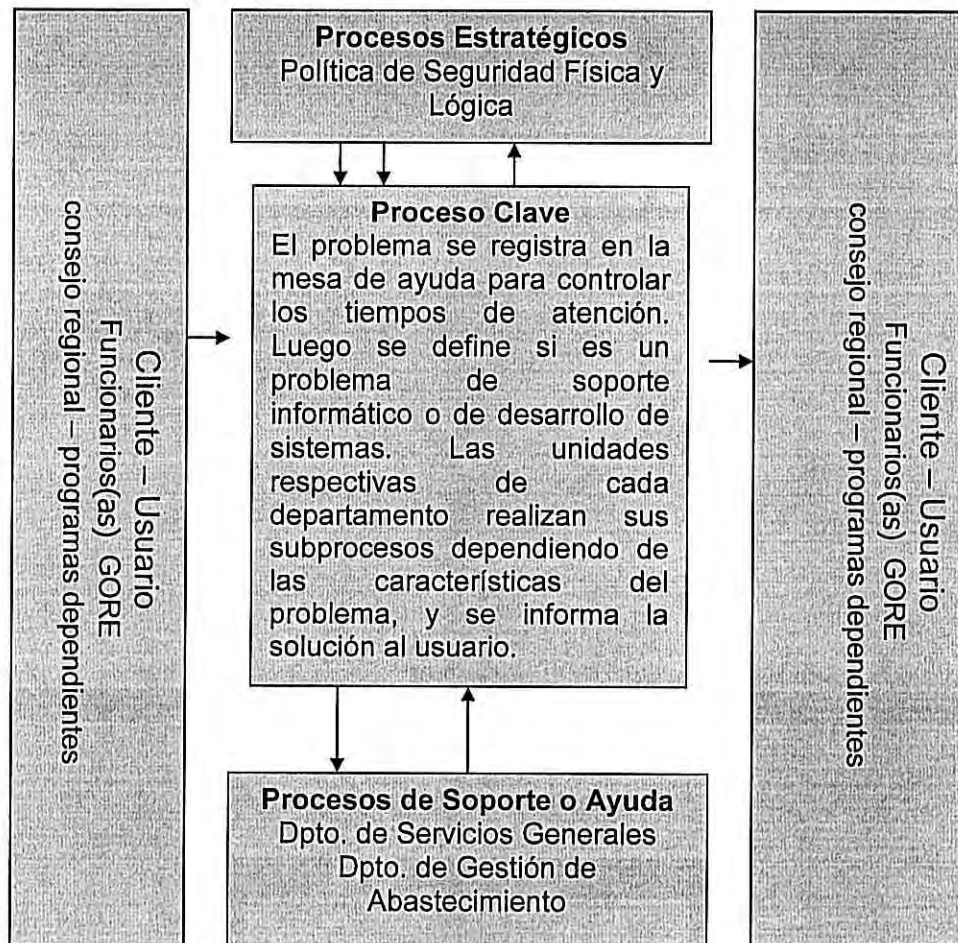 Cliente – Usuario
Funcionarios(as) GORE
consejo regional – programas dependientes
Procesos Estratégicos
Política de Seguridad Física y
Lógica
Proceso Clave
El problema se registra en la
mesa de ayuda para controlar
los tiempos de atención.
Luego se define si es un
problema de soporte
informático o de desarrollo de
sistemas. Las unidades
respectivas de cada
departamento realizan sus
subprocesos dependiendo de
las características del
problema, y se informa la
solución al usuario.
Procesos de Soporte o Ayuda
Dpto. de Servicios Generales
Dpto. de Gestión de
Abastecimiento
Cliente – Usuario
Funcionarios(as) GORE
consejo regional – programas dependientes